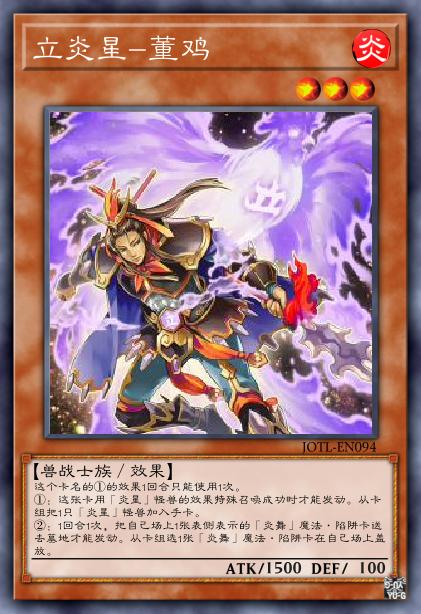 立炎星-董鸡
炎
JOTL-EN094
【兽战士族／效果】
这个卡名的①的效果1回合只能使用1次。
①：这张卡用「炎星」怪兽的效果特殊召唤成功时才能发动。从卡
组把1只「炎星」怪兽加入手卡。
②：1回合1次，把自己场上1张表侧表示的「炎舞」魔法·陷阱卡送
去墓地才能发动。从卡组选1张「炎舞」魔法·陷阱卡在自己场上盖
放。
ATK/1500 DEF/ 100